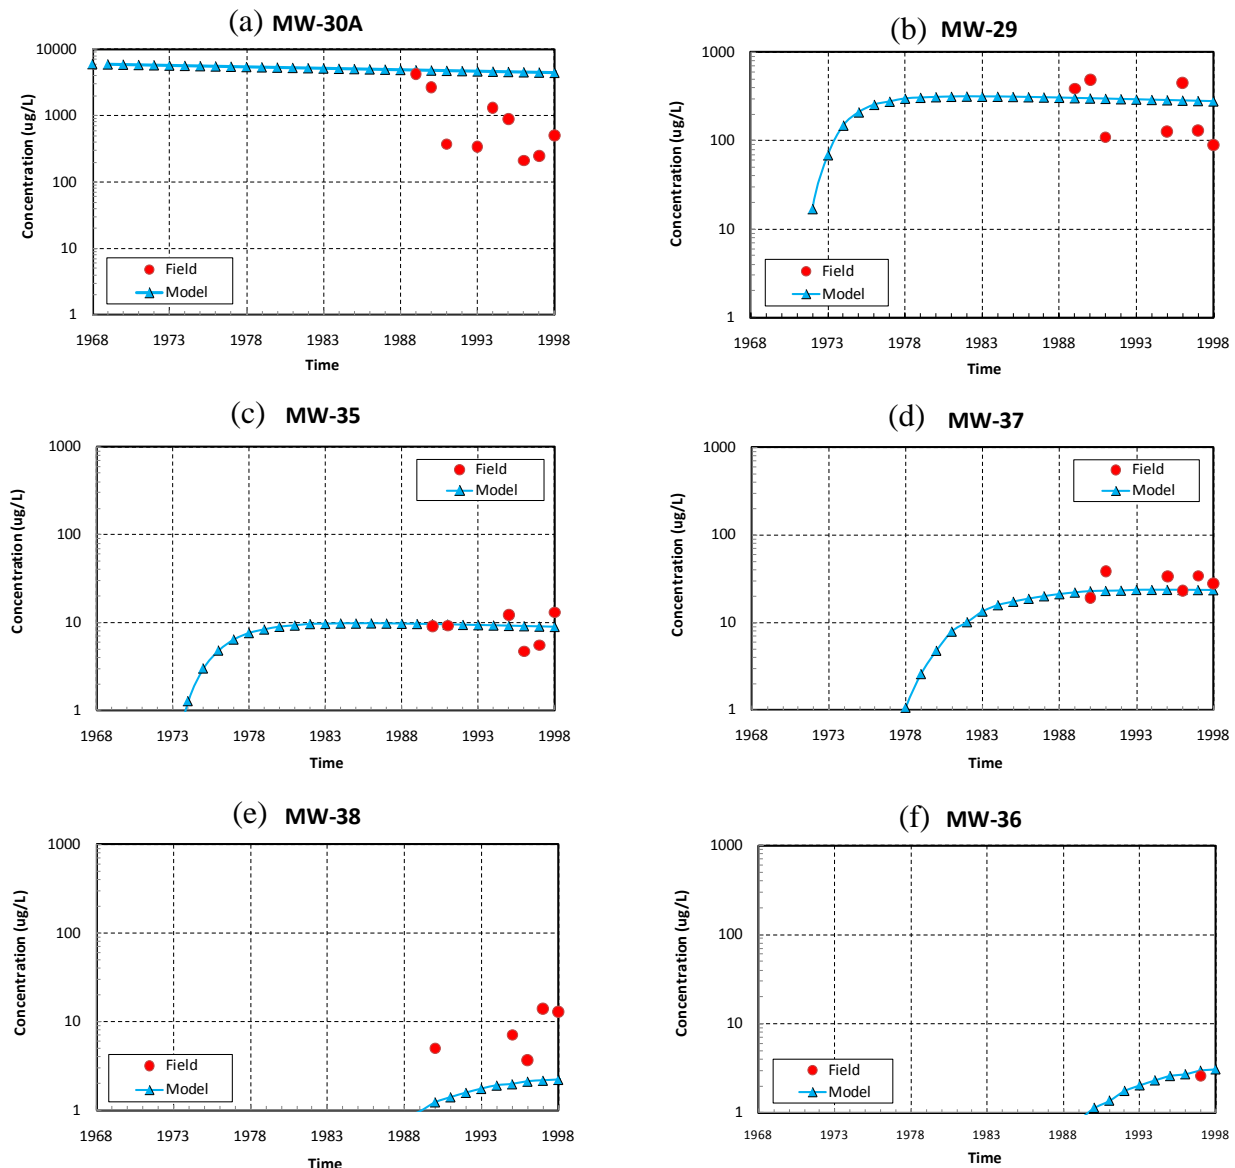 (a) MW-30A
10000
1000
100
10
1
Concentration (ug/L)
Field
Model
1968 1973 1978 1983 1988 1993 1998
Time
(b) MW-29
1000
100
10
1
Concentration (ug/L)
Field
Model
1968 1973 1978 1983 1988 1993 1998
Time
(c) MW-35
1000
100
10
1
Concentration (ug/L)
Field
Model
1968 1973 1978 1983 1988 1993 1998
Time
(d) MW-37
1000
100
10
1
Concentration (ug/L)
Field
Model
1968 1973 1978 1983 1988 1993 1998
Time
(e) MW-38
1000
100
10
1
Concentration (ug/L)
Field
Model
1968 1973 1978 1983 1988 1993 1998
Time
(f) MW-36
1000
100
10
1
Concentration (ug/L)
Field
Model
1968 1973 1978 1983 1988 1993 1998
Time